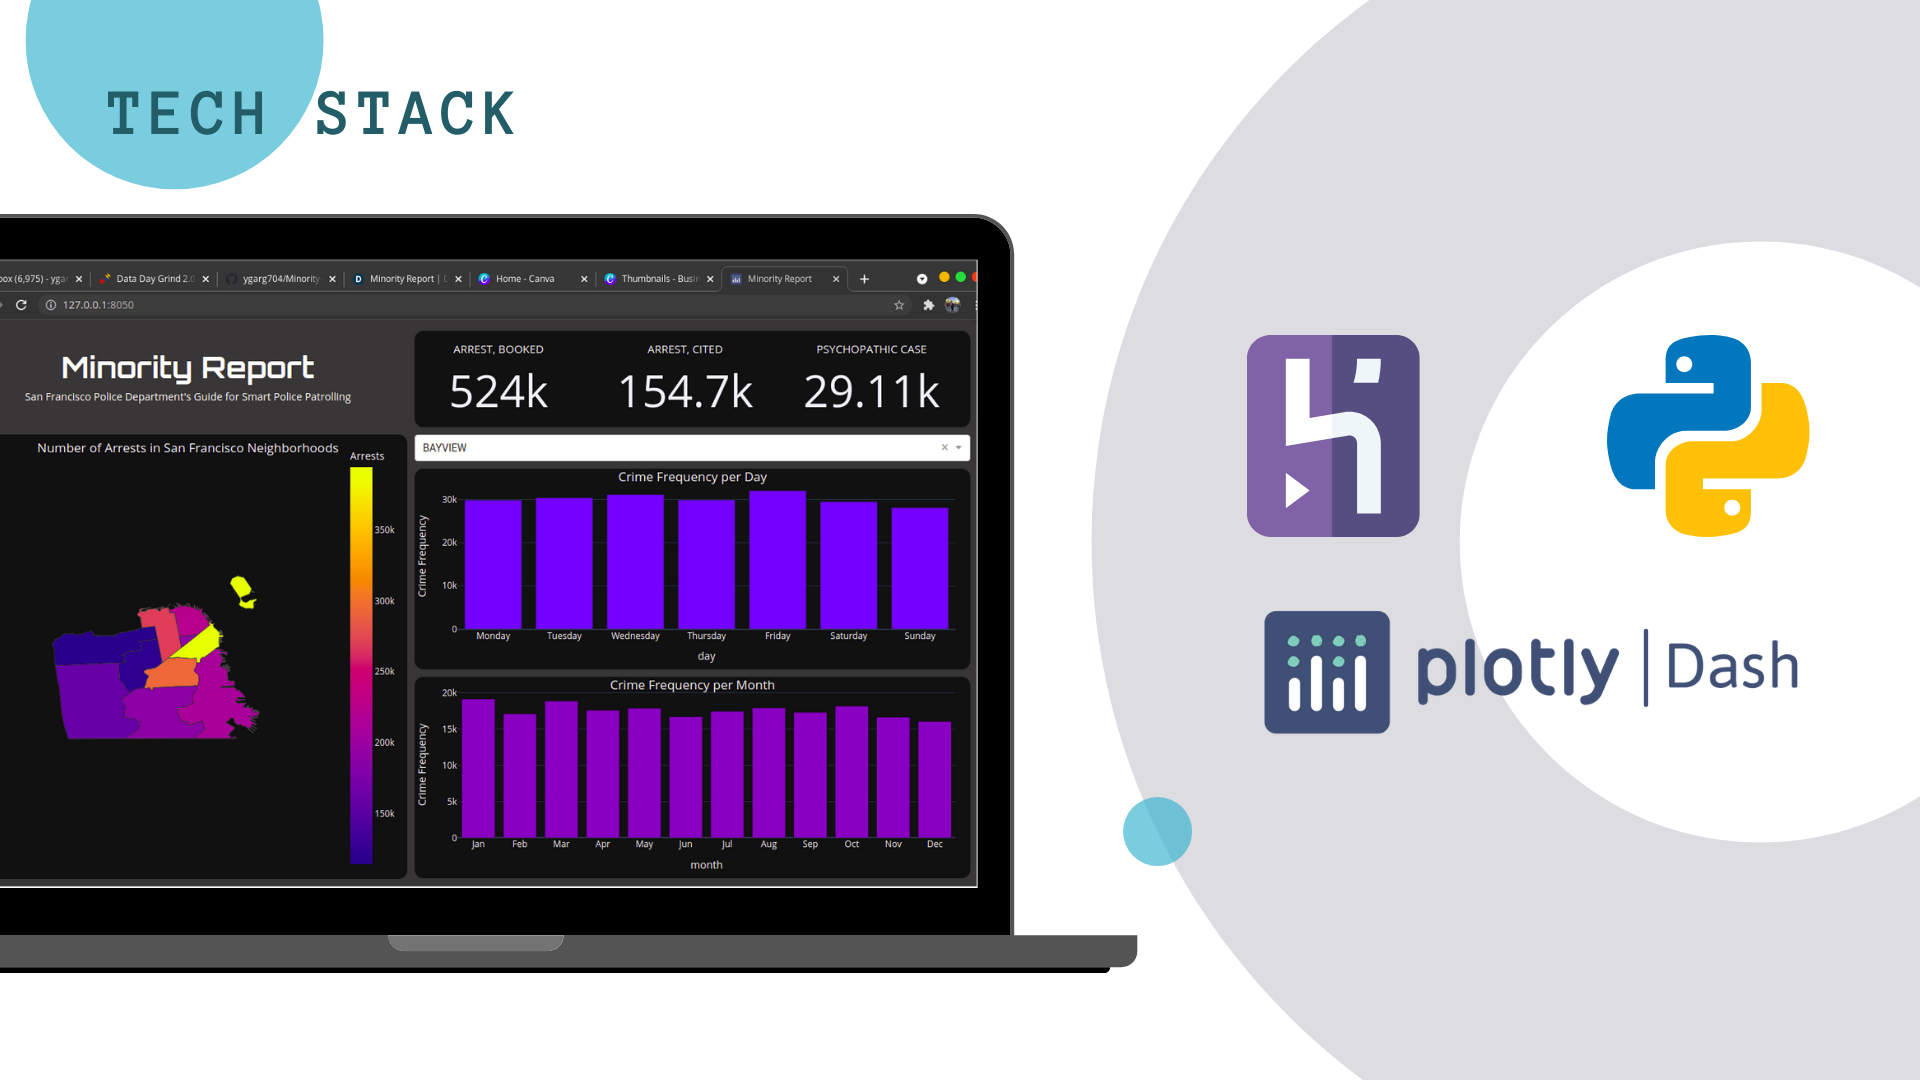 TECH STACK
box (6,975) - yga
Data Day Grind 2.0
ygarg704/Minority
Minority Report | D
Home - Canva
Thumbnails - Busin
Minority Report
127.0.0.1:8050
Minority Report
San Francisco Police Department's Guide for Smart Police Patrolling
ARREST, BOOKED
524k
ARREST, CITED
154.7k
PSYCHOPATHIC CASE
29.11k
Number of Arrests in San Francisco Neighborhoods
Arrests
350k
300k
250k
200k
150k
BAYVIEW
Crime Frequency per Day
Crime Frequency
30k
20k
10k
0
Monday Tuesday Wednesday Thursday Friday Saturday Sunday
day
Crime Frequency per Month
Crime Frequency
20k
15k
10k
5k
0
Jan Feb Mar Apr May Jun Jul Aug Sep Oct Nov Dec
month
plotly | Dash